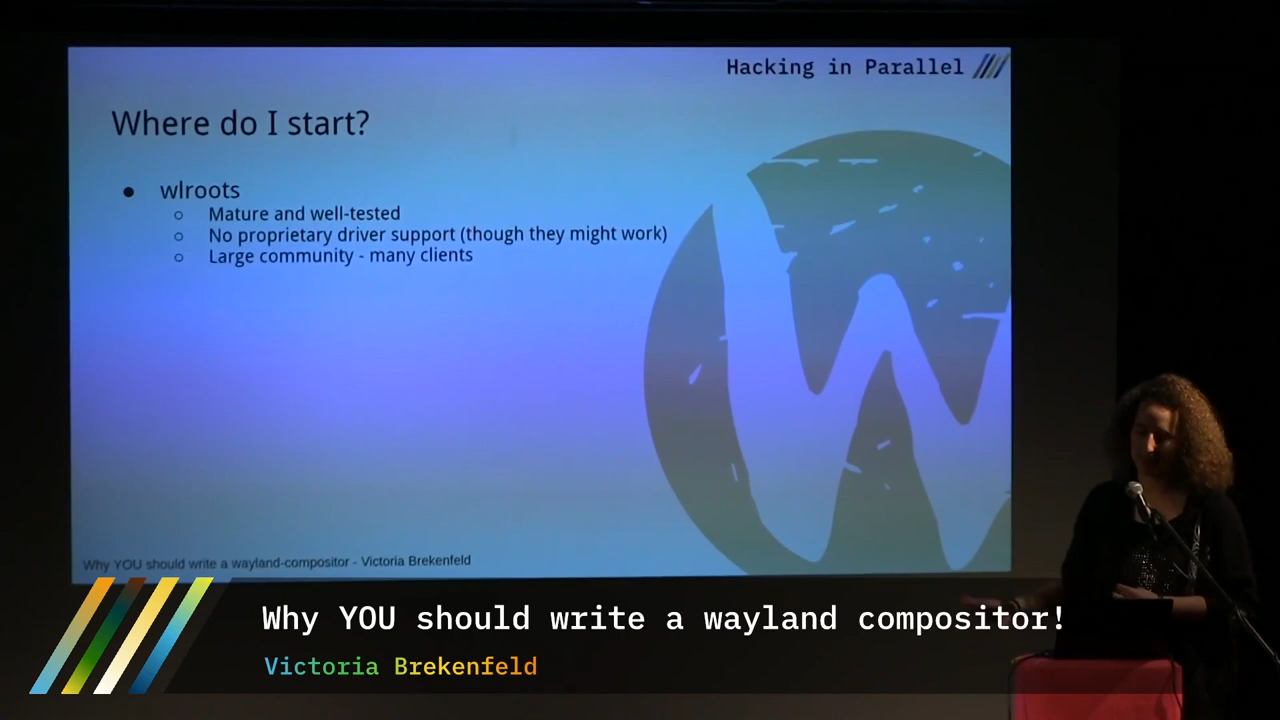 Hacking in Parallel
Where do I start?
● wlroots
○ Mature and well-tested
○ No proprietary driver support (though they might work)
○ Large community - many clients
Why YOU should write a wayland-compositor - Victoria Brekenfeld
Why YOU should write a wayland compositor!
Victoria Brekenfeld